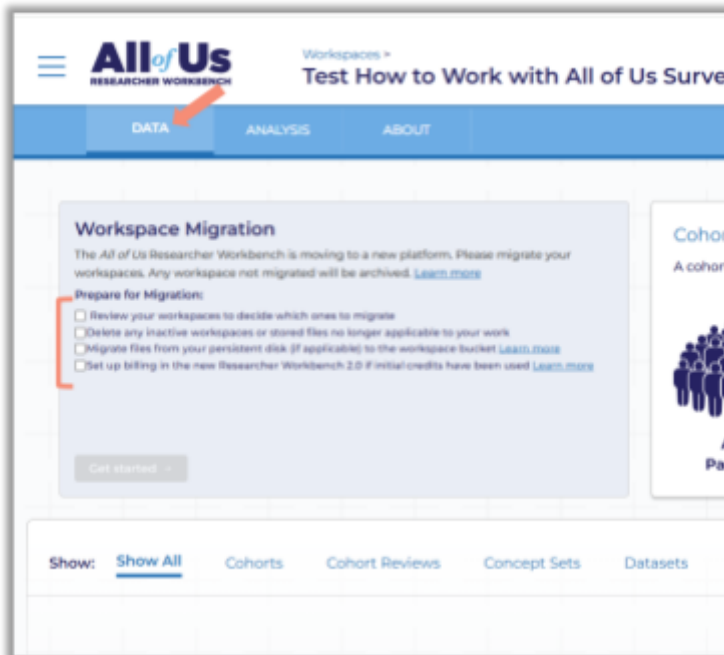 All of Us
RESEARCHER WORKBENCH
Workspaces >
Test How to Work with All of Us Surve
DATA
ANALYSIS
ABOUT
Workspace Migration
The All of Us Researcher Workbench is moving to a new platform. Please migrate your
workspaces. Any workspace not migrated will be archived. Learn more
Prepare for Migration:
Review your workspaces to decide which ones to migrate
Delete any inactive workspaces or stored files no longer applicable to your work
Migrate files from your persistent disk (if applicable) to the workspace bucket Learn more
Set up billing in the new Researcher Workbench 2.0 if initial credits have been used Learn more
Get started
Cohor
A cohor
Pa
Show:
Show All
Cohorts
Cohort Reviews
Concept Sets
Datasets